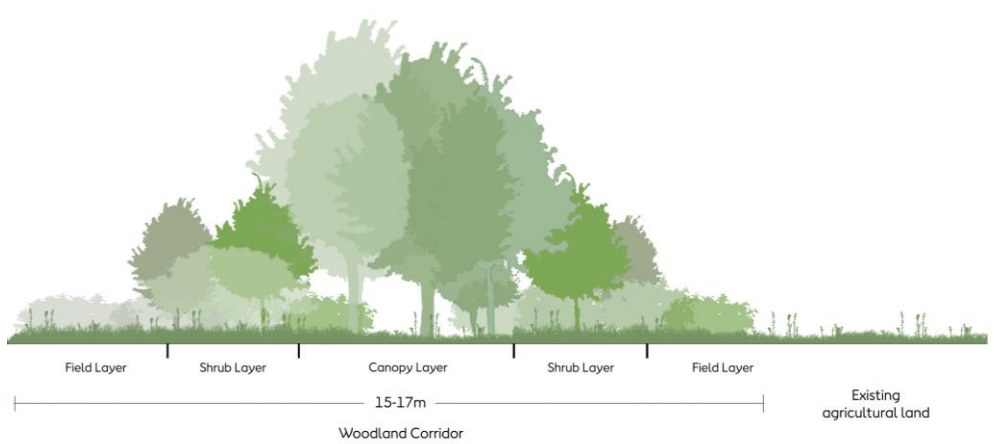 Field Layer
Shrub Layer
Canopy Layer
Shrub Layer
Field Layer
15-17m
Existing
agricultural land
Woodland Corridor